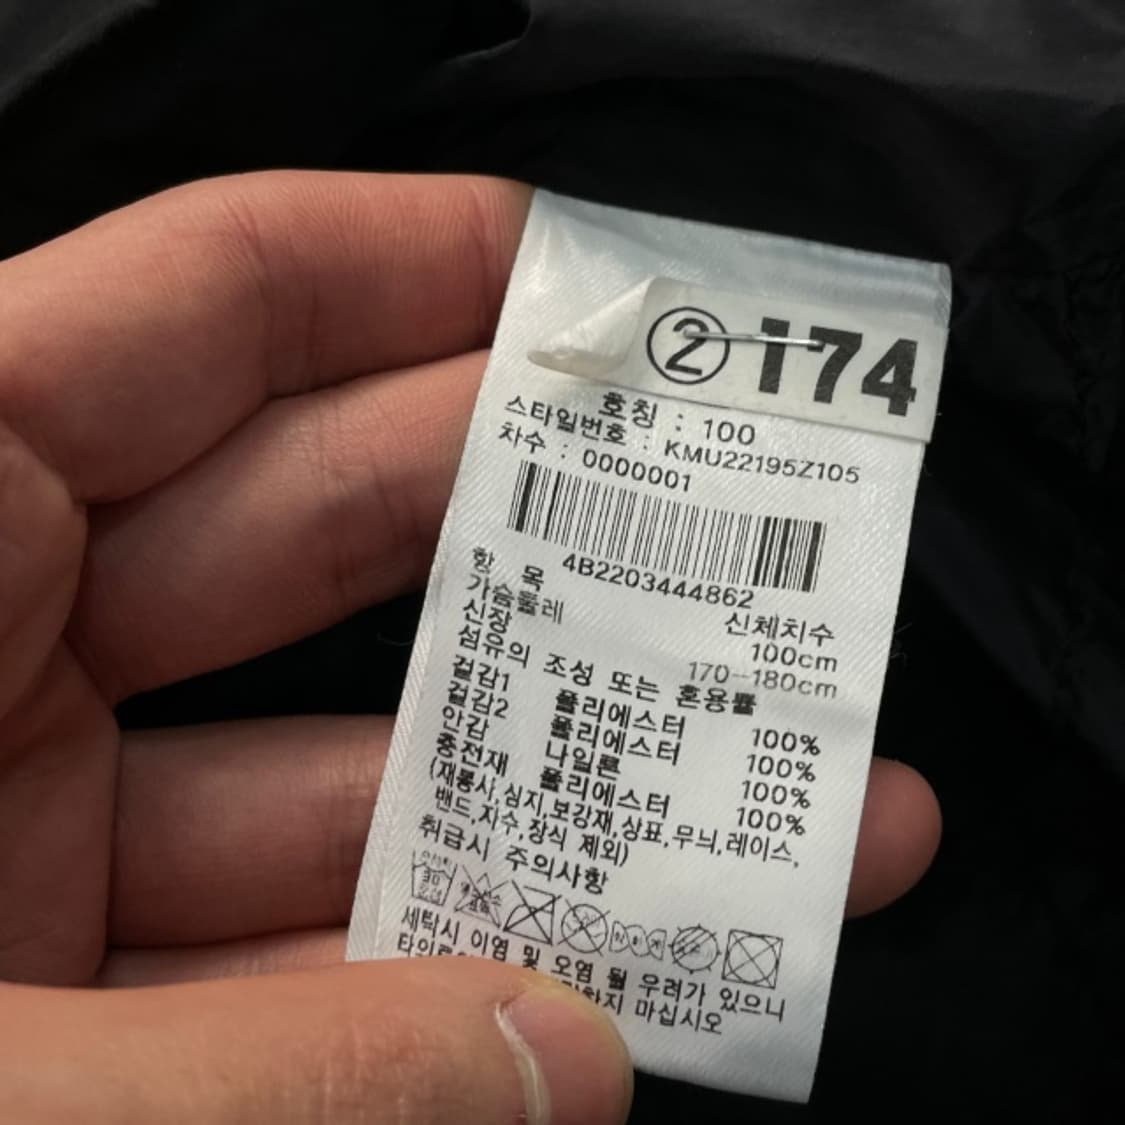 ② 174
호칭 : 100
스타일번호 : KMU22195Z105
차수 : 0000001
4B2203444862
항 목 신체치수
가슴둘레 100cm
신장 170-180cm
섬유의 조성 또는 혼용률
겉감1 폴리에스터 100%
겉감2 폴리에스터 100%
안감 나일론 100%
충전재 폴리에스터 100%
(재봉사,심지,보강재,상표,무늬,레이스,
밴드,자수,장식 제외)
취급시 주의사항
30
세탁시 이염 및 오염 될 우려가 있으니
하지 마십시오